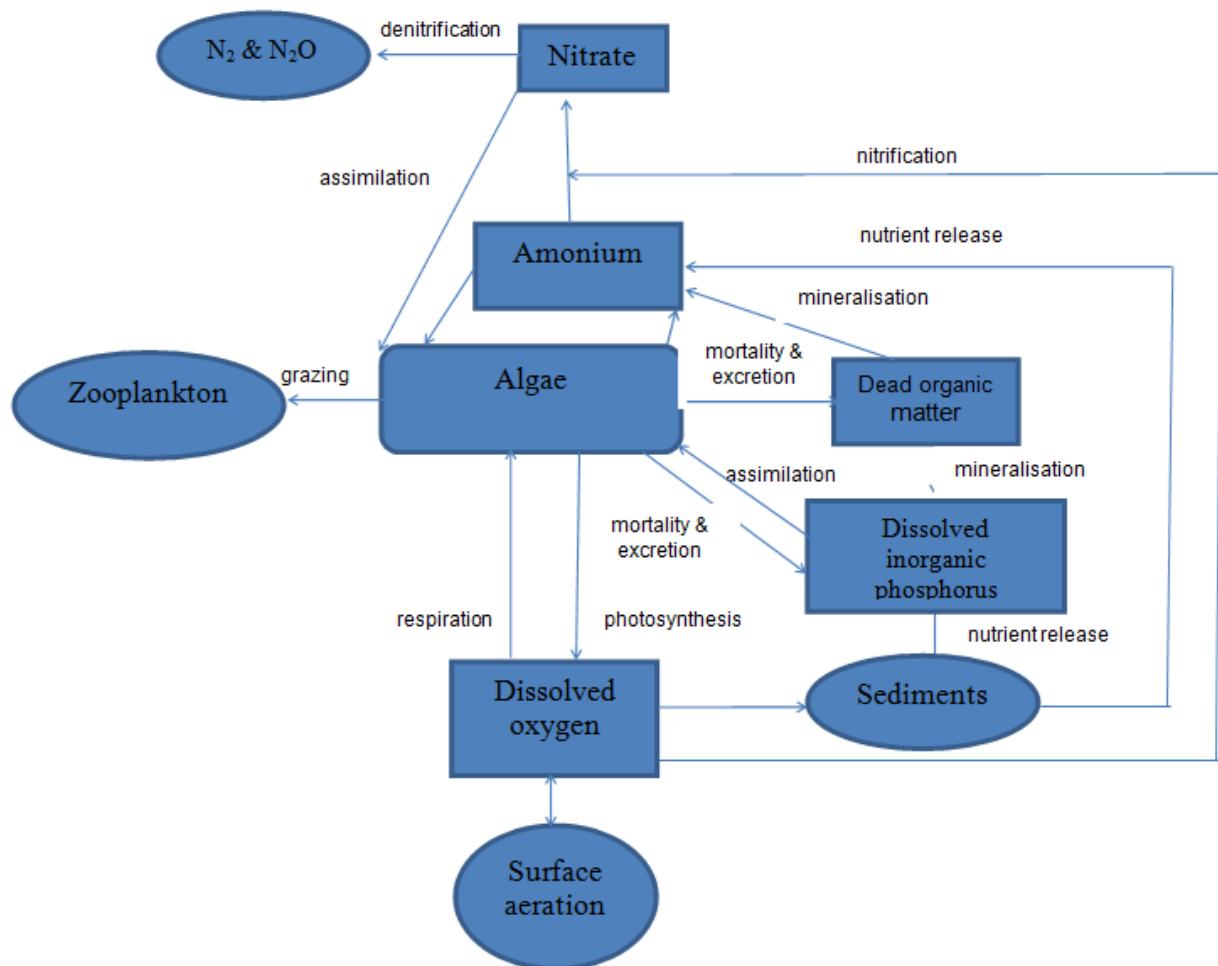 denitrification
N₂ & N₂O
Nitrate
nitrification
assimilation
nutrient release
Amonium
mineralisation
mortality &
excretion
grazing
Zooplankton
Algae
Dead organic
matter
assimilation
mineralisation
mortality &
excretion
Dissolved
inorganic
phosphorus
respiration
photosynthesis
nutrient release
Dissolved
oxygen
Sediments
Surface
aeration